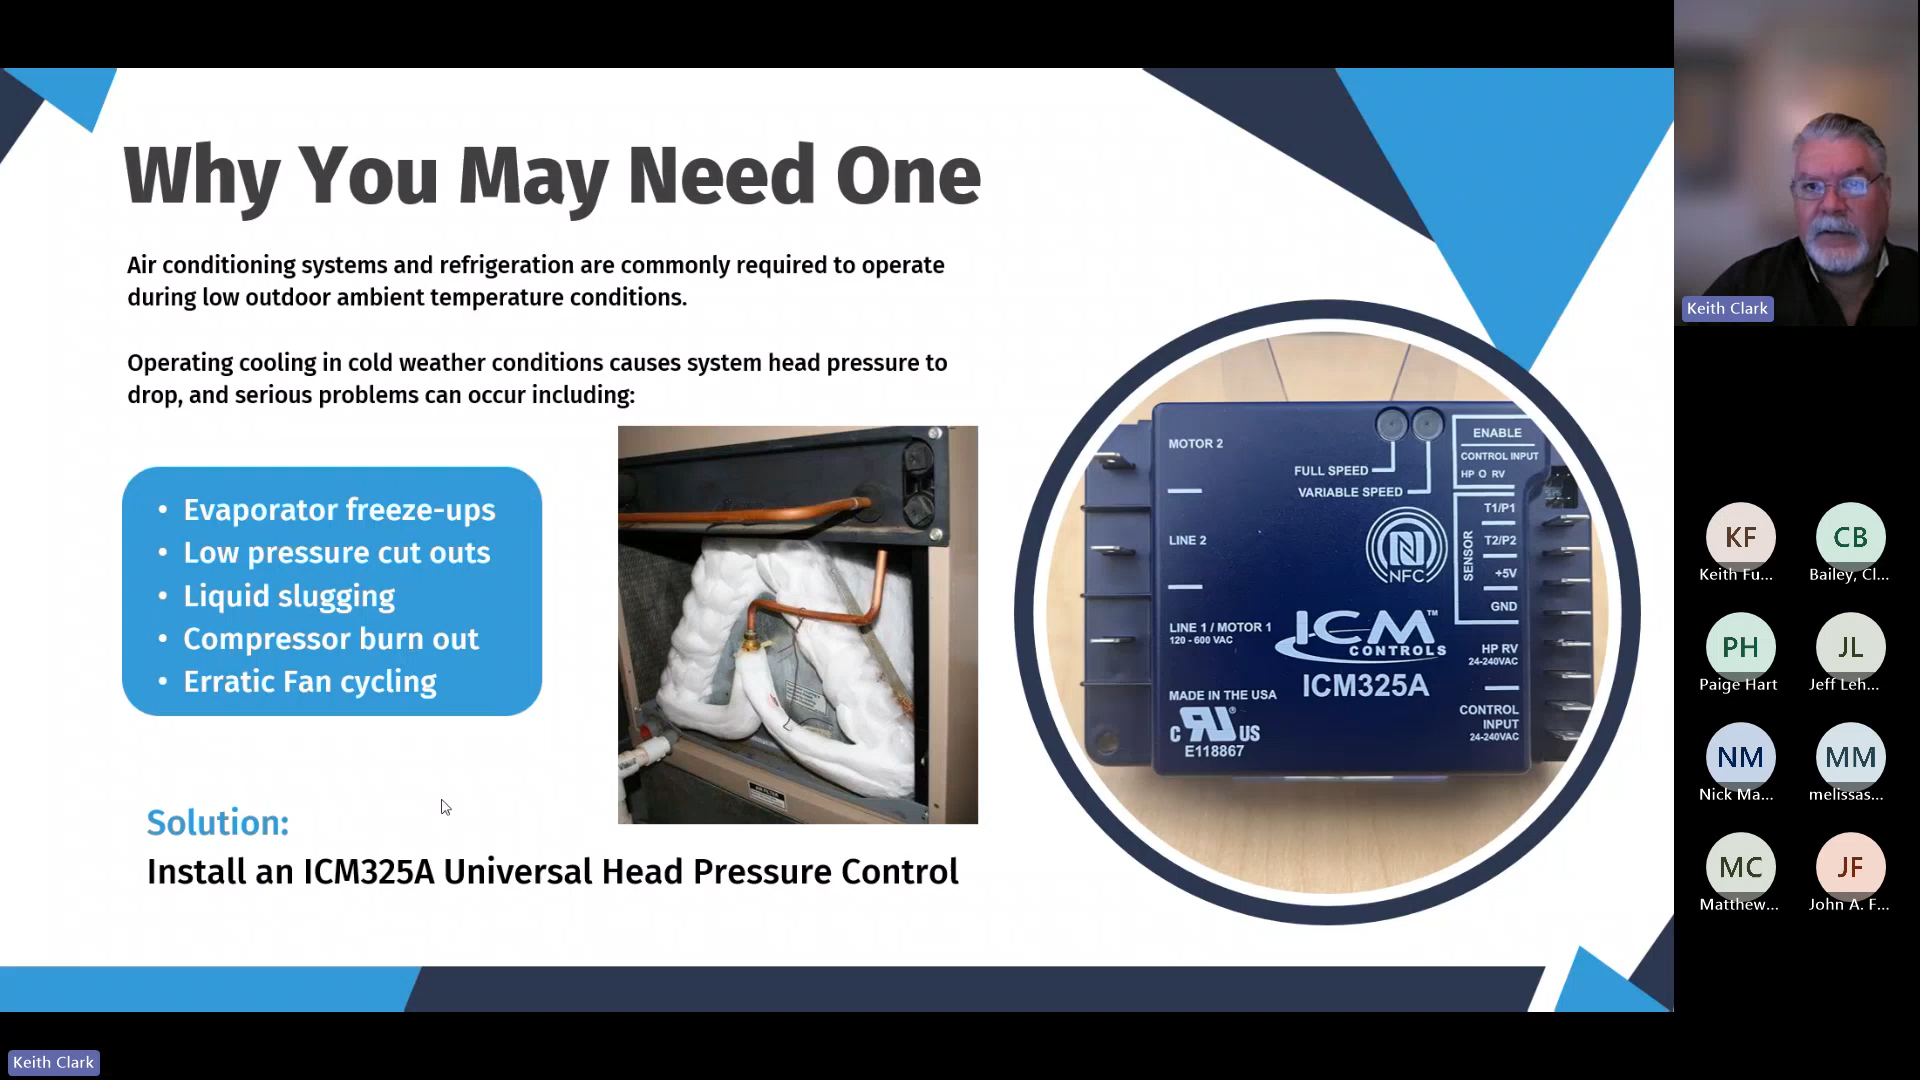 Why You May Need One
Air conditioning systems and refrigeration are commonly required to operate
during low outdoor ambient temperature conditions.
Operating cooling in cold weather conditions causes system head pressure to
drop, and serious problems can occur including:
• Evaporator freeze-ups
• Low pressure cut outs
• Liquid slugging
• Compressor burn out
• Erratic Fan cycling
Solution:
Install an ICM325A Universal Head Pressure Control
AIR FILTER
MOTOR 2
FULL SPEED
VARIABLE SPEED
ENABLE
CONTROL INPUT
HP O RV
LINE 2
NFC
SENSOR
T1/P1
T2/P2
+5V
GND
LINE 1 / MOTOR 1
120 - 600 VAC
ICM™
CONTROLS
ICM325A
HP RV
24-240VAC
MADE IN THE USA
C RU® US
E118867
CONTROL
INPUT
24-240VAC
Keith Clark
KF
Keith Fu...
CB
Bailey, Cl...
PH
Paige Hart
JL
Jeff Leh...
NM
Nick Ma...
MM
melissas...
MC
Matthew...
JF
John A. F...
Keith Clark